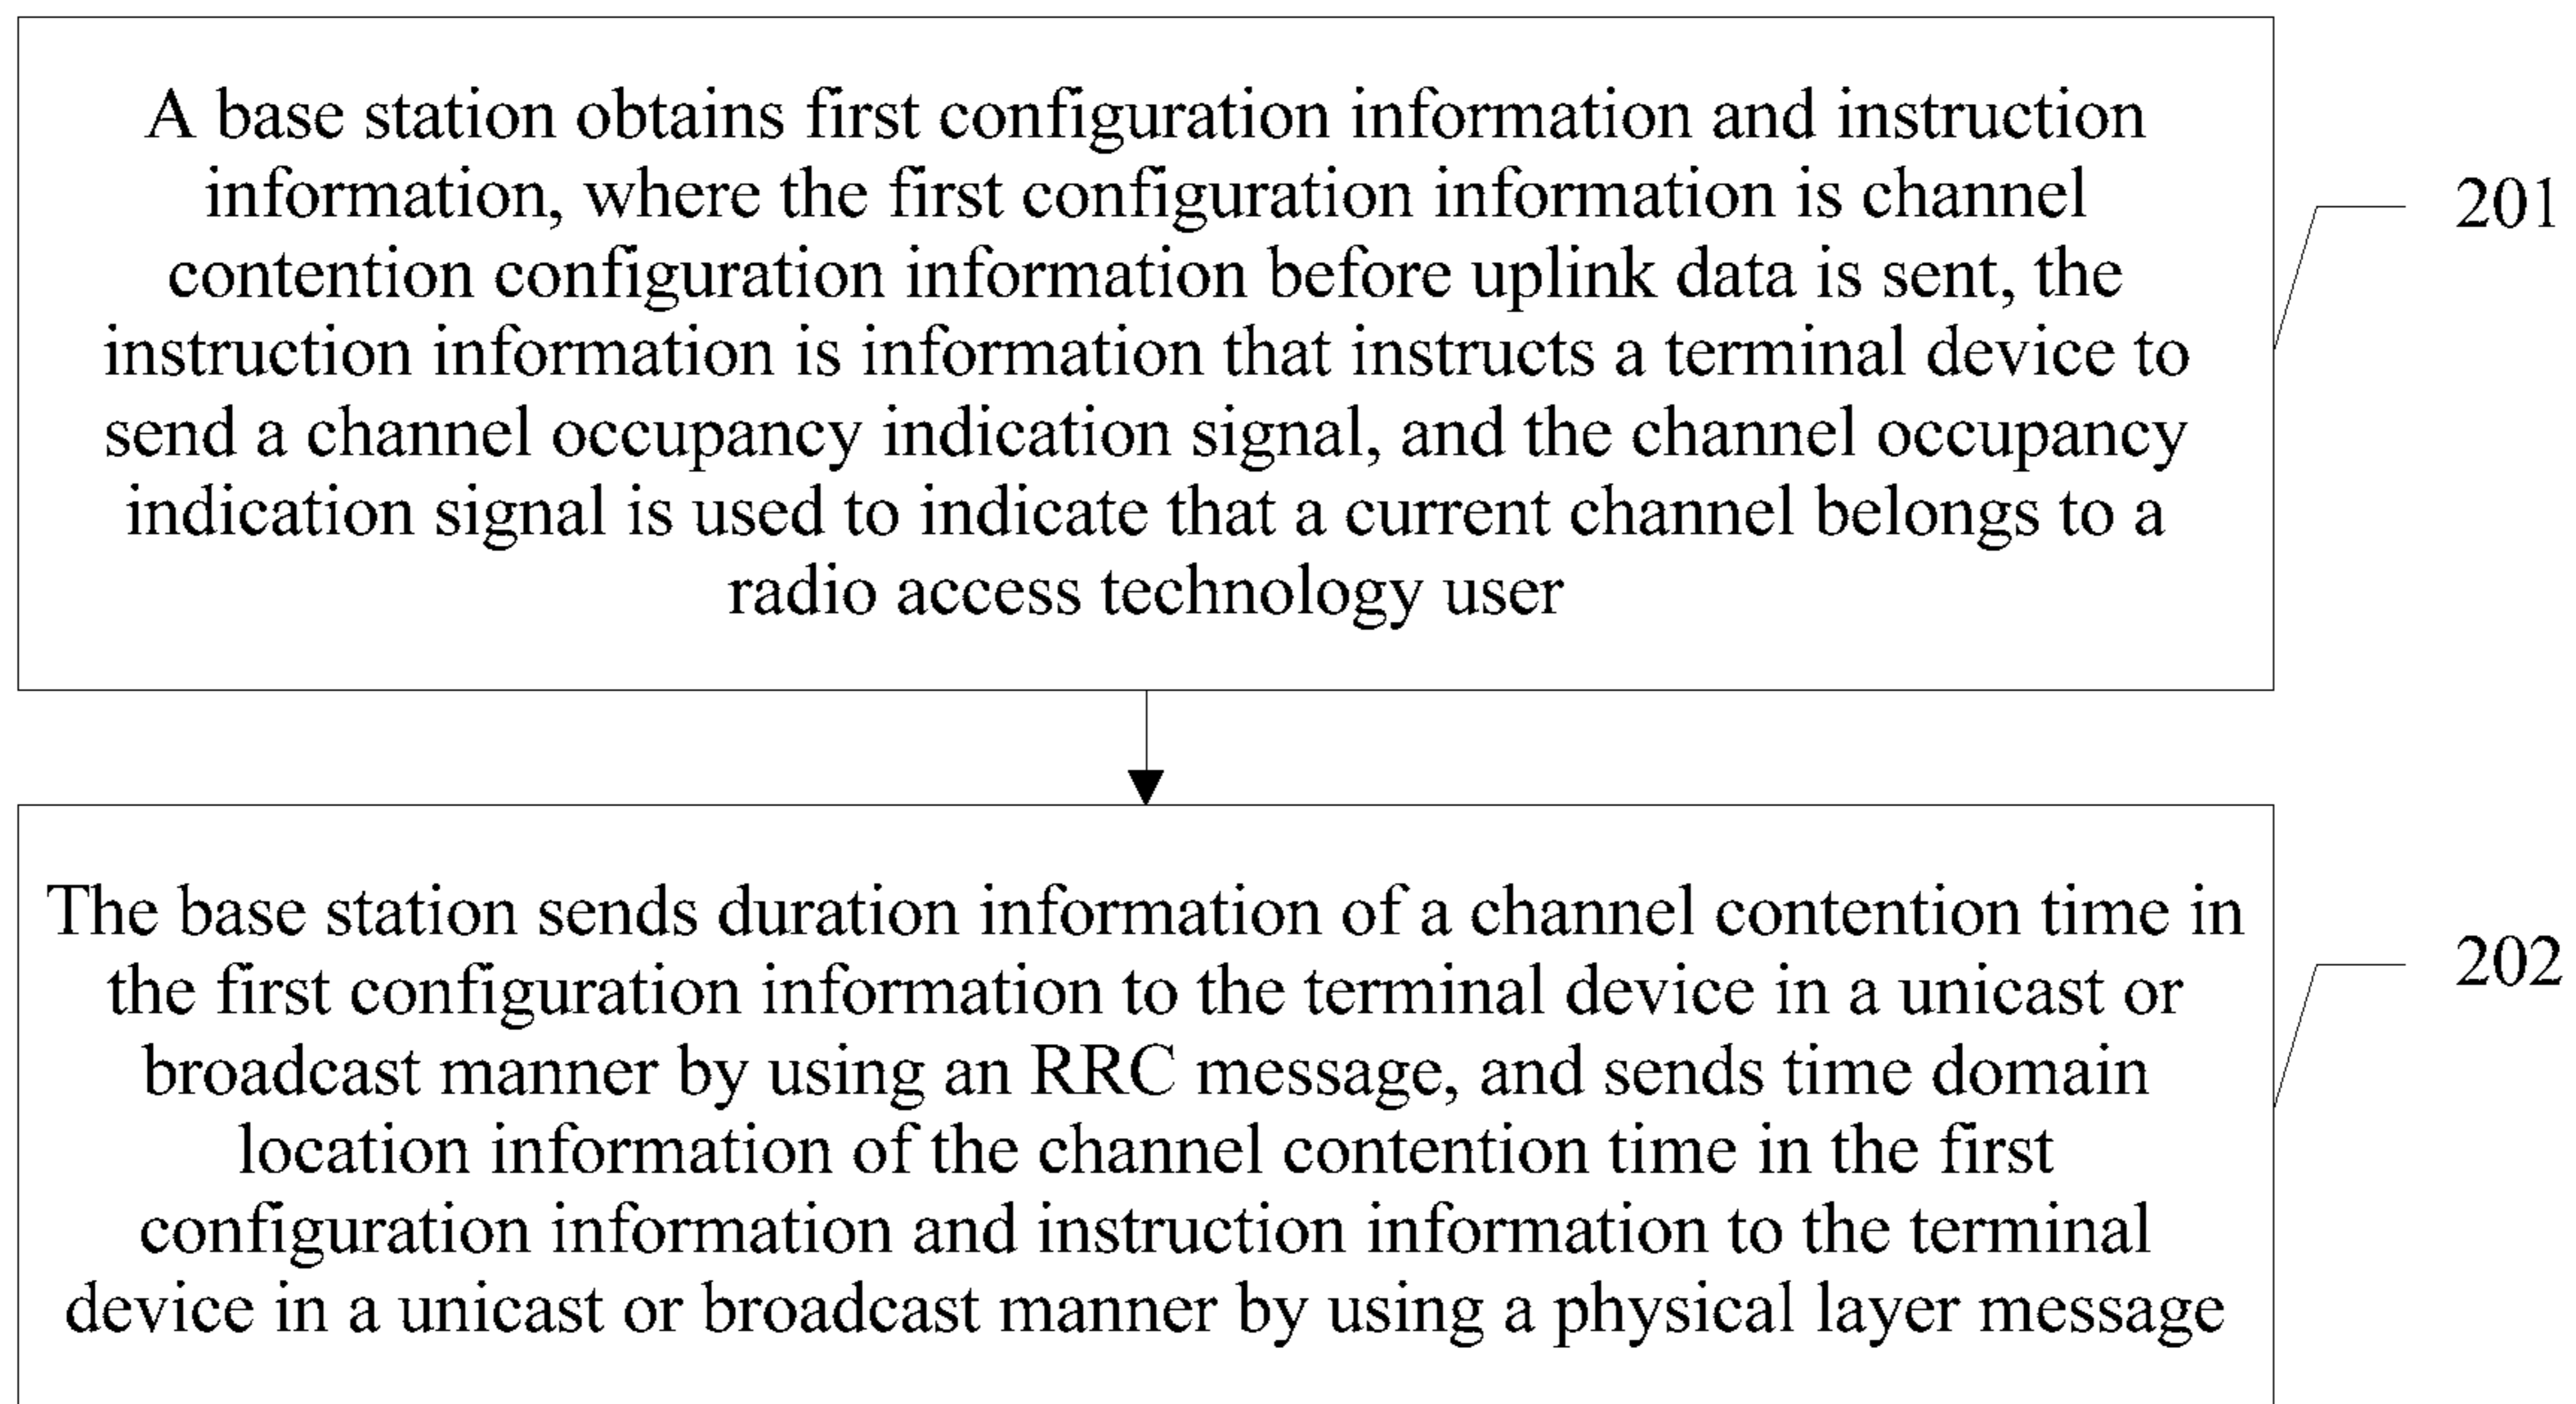 A base station obtains first configuration information and instruction
information, where the first configuration information is channel
contention configuration information before uplink data is sent, the
instruction information is information that instructs a terminal device to
send a channel occupancy indication signal, and the channel occupancy
indication signal is used to indicate that a current channel belongs to a
radio access technology user
201
The base station sends duration information of a channel contention time in
the first configuration information to the terminal device in a unicast or
broadcast manner by using an RRC message, and sends time domain
location information of the channel contention time in the first
configuration information and instruction information to the terminal
device in a unicast or broadcast manner by using a physical layer message
202